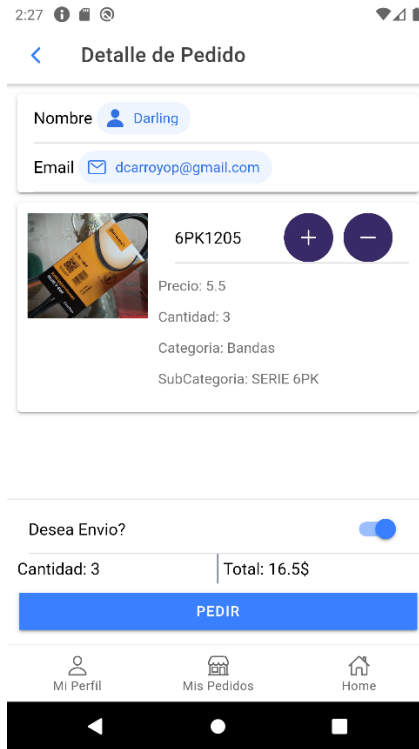 2:27
Detalle de Pedido
Nombre Darling
Email dcarroyop@gmail.com
6PK1205
Precio: 5.5
Cantidad: 3
Categoria: Bandas
SubCategoria: SERIE 6PK
Desea Envio?
Cantidad: 3 Total: 16.5$
PEDIR
Mi Perfil Mis Pedidos Home